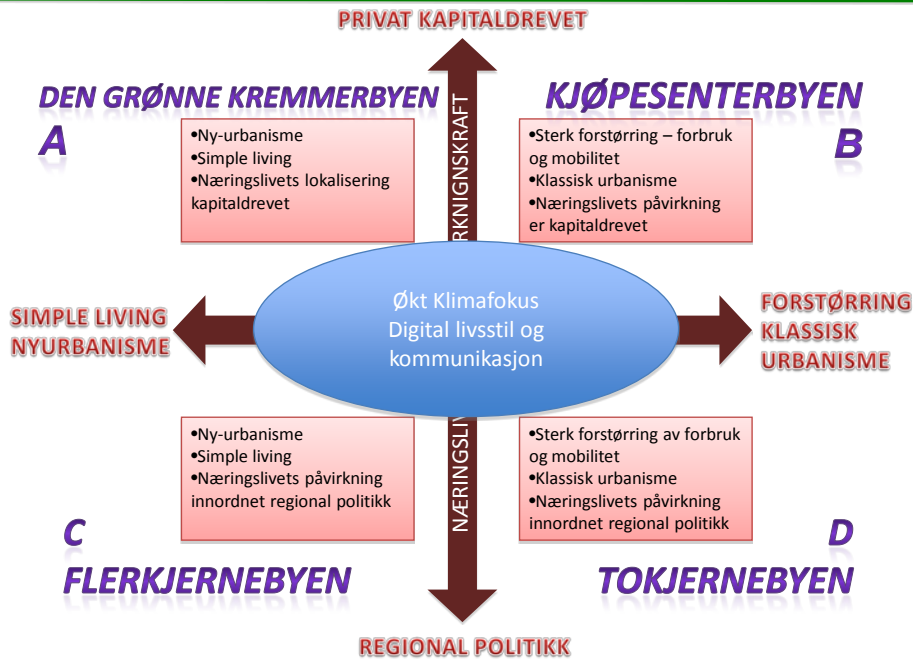 PRIVAT KAPITALDREVET
DEN GRØNNE KREMMERBYEN
A
•Ny-urbanisme
•Simple living
•Næringslivets lokalisering
kapitaldrevet
KJØPESENTERBYEN
B
•Sterk forstørring – forbruk
og mobilitet
•Klassisk urbanisme
•Næringslivets påvirkning
er kapitaldrevet
RKNIGNSKRAFT
SIMPLE LIVING
NYURBANISME
Økt Klimafokus
Digital livsstil og
kommunikasjon
FORSTØRRING
KLASSISK
URBANISME
NÆRINGSLIV
•Ny-urbanisme
•Simple living
•Næringslivets påvirkning
innordnet regional politikk
C
FLERKJERNEBYEN
•Sterk forstørring av forbruk
og mobilitet
•Klassisk urbanisme
•Næringslivets påvirkning
innordnet regional politikk
D
TOKJERNEBYEN
REGIONAL POLITIKK